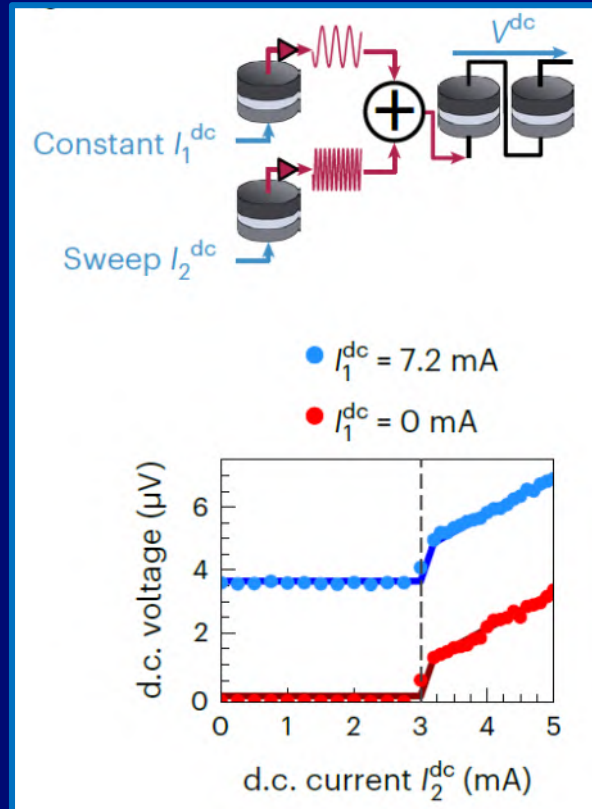 V^dc
Constant I₁^dc
+
Sweep I₂^dc
I₁^dc = 7.2 mA
I₁^dc = 0 mA
d.c. voltage (µV)
6
4
2
0
0 1 2 3 4 5
d.c. current I₂^dc (mA)